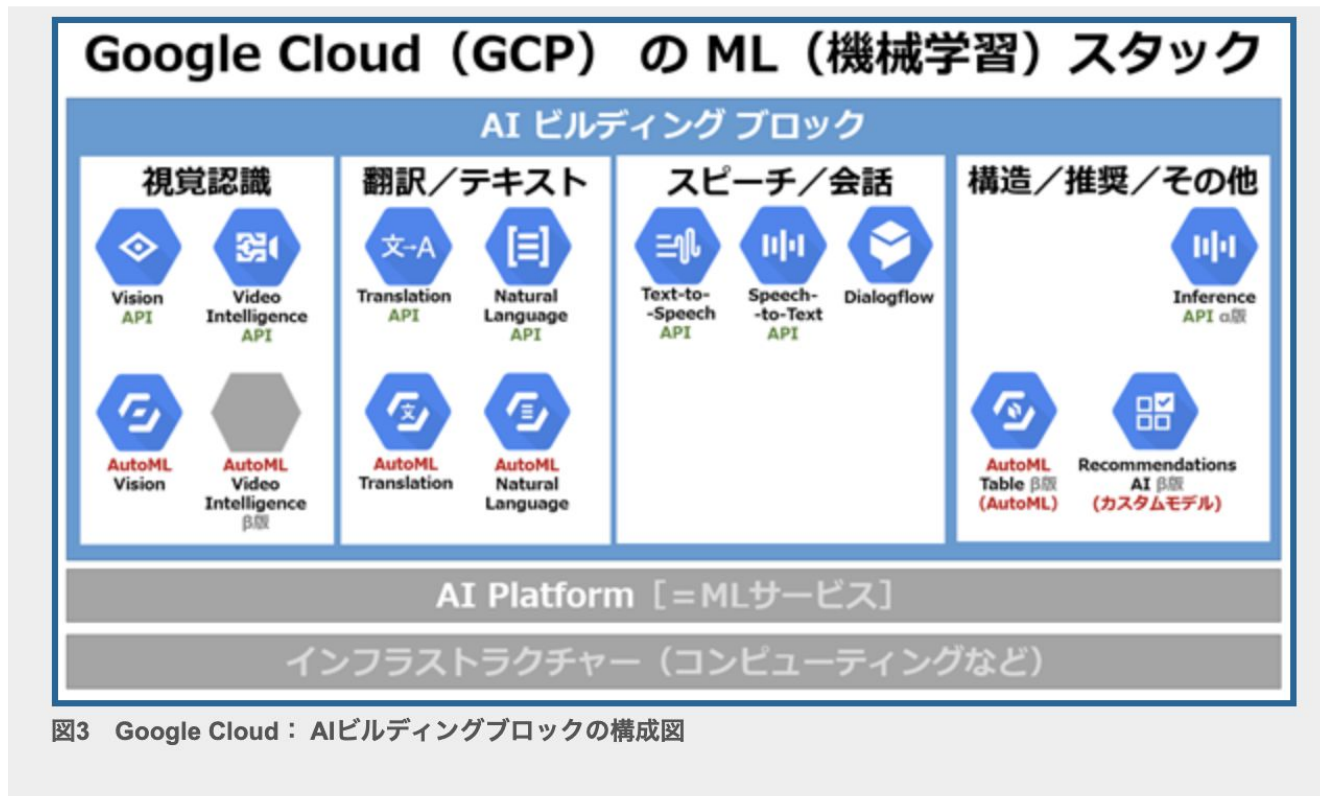 Google Cloud（GCP） の ML（機械学習）スタック
AI ビルディング ブロック
視覚認識
Vision
API
Video
Intelligence
API
AutoML
Vision
AutoML
Video
Intelligence
β版
翻訳／テキスト
文→A
Translation
API
Natural
Language
API
文
AutoML
Translation
AutoML
Natural
Language
スピーチ／会話
Text-to-
-Speech
API
Speech-
-to-Text
API
Dialogflow
構造／推奨／その他
Inference
API α版
AutoML
Table β版
(AutoML)
Recommendations
AI β版
(カスタムモデル)
AI Platform［＝MLサービス］
インフラストラクチャー（コンピューティングなど）
図3　Google Cloud： AIビルディングブロックの構成図